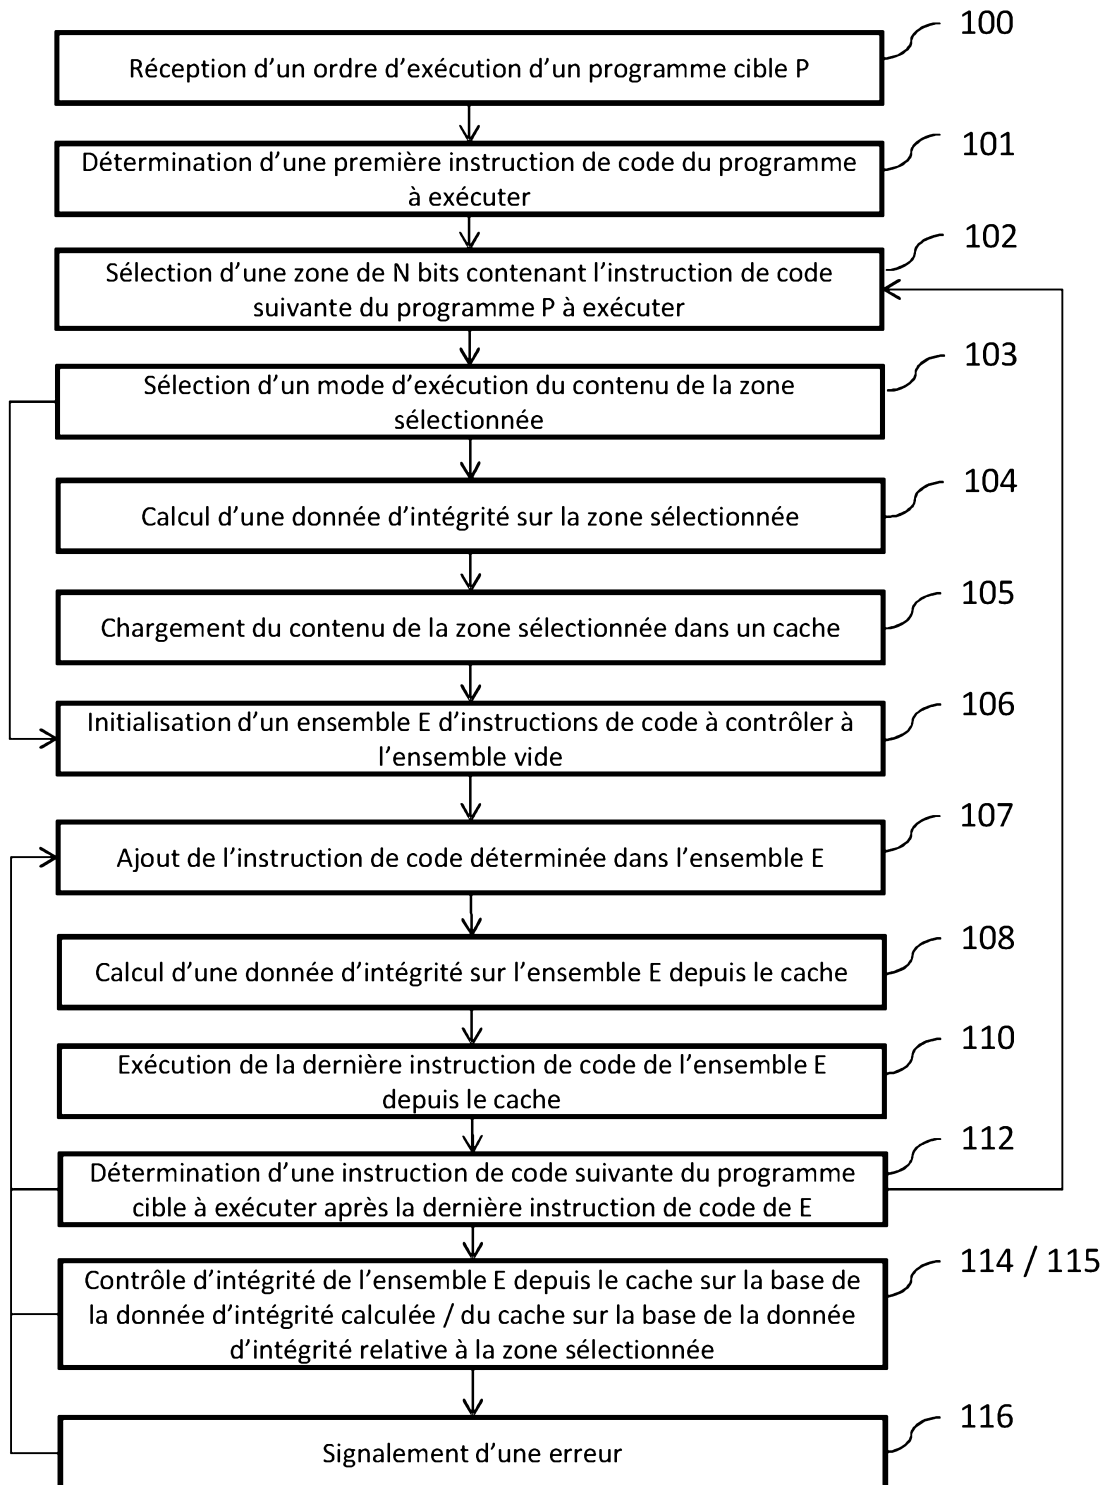 100
Réception d’un ordre d’exécution d’un programme cible P
101
Détermination d’une première instruction de code du programme
à exécuter
102
Sélection d’une zone de N bits contenant l’instruction de code
suivante du programme P à exécuter
103
Sélection d’un mode d’exécution du contenu de la zone
sélectionnée
104
Calcul d’une donnée d’intégrité sur la zone sélectionnée
105
Chargement du contenu de la zone sélectionnée dans un cache
106
Initialisation d’un ensemble E d’instructions de code à contrôler à
l’ensemble vide
107
Ajout de l’instruction de code déterminée dans l’ensemble E
108
Calcul d’une donnée d’intégrité sur l’ensemble E depuis le cache
110
Exécution de la dernière instruction de code de l’ensemble E
depuis le cache
112
Détermination d’une instruction de code suivante du programme
cible à exécuter après la dernière instruction de code de E
114 / 115
Contrôle d’intégrité de l’ensemble E depuis le cache sur la base de
la donnée d’intégrité calculée / du cache sur la base de la donnée
d’intégrité relative à la zone sélectionnée
116
Signalement d’une erreur